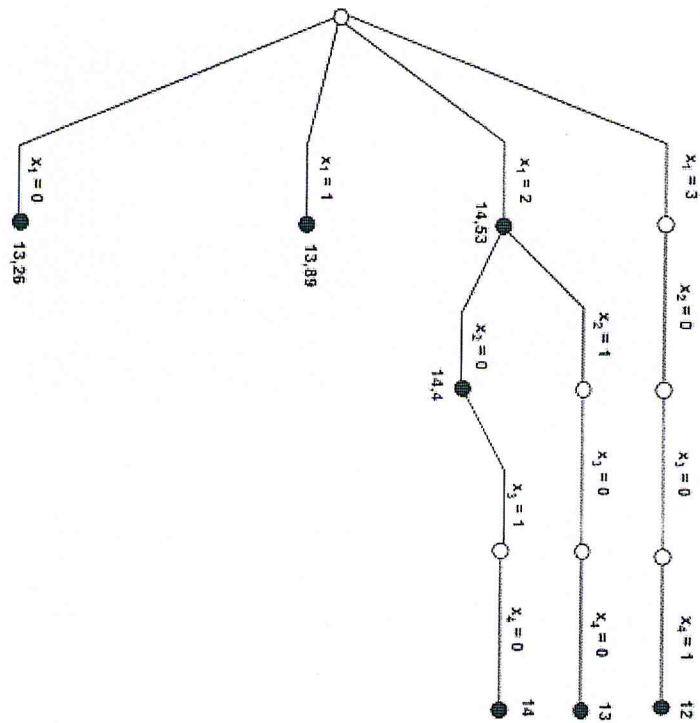 x₁ = 3
x₂ = 0
x₃ = 0
x₄ = 1
12
x₁ = 2
14,53
x₂ = 1
x₃ = 0
x₄ = 0
13
x₂ = 0
14,4
x₃ = 1
x₄ = 0
14
x₁ = 1
13,89
x₁ = 0
13,26